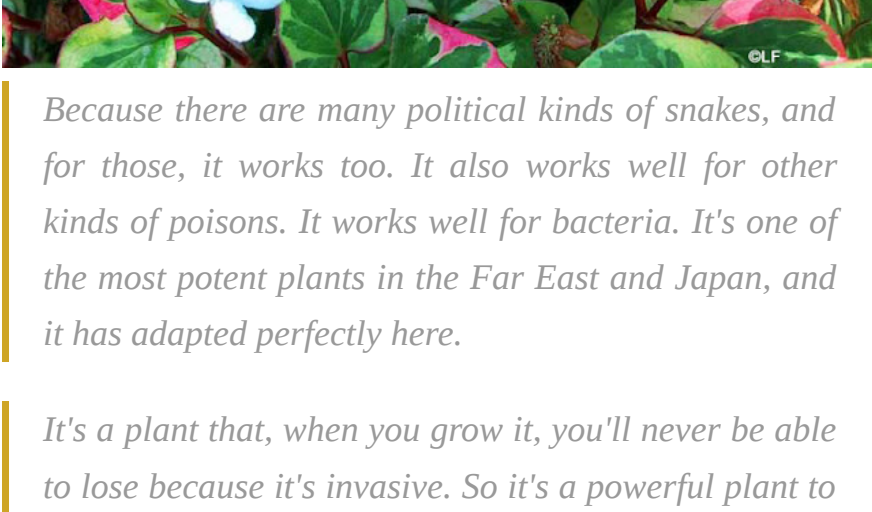 ©LF
Because there are many political kinds of snakes, and
for those, it works too. It also works well for other
kinds of poisons. It works well for bacteria. It's one of
the most potent plants in the Far East and Japan, and
it has adapted perfectly here.
It's a plant that, when you grow it, you'll never be able
to lose because it's invasive. So it's a powerful plant to